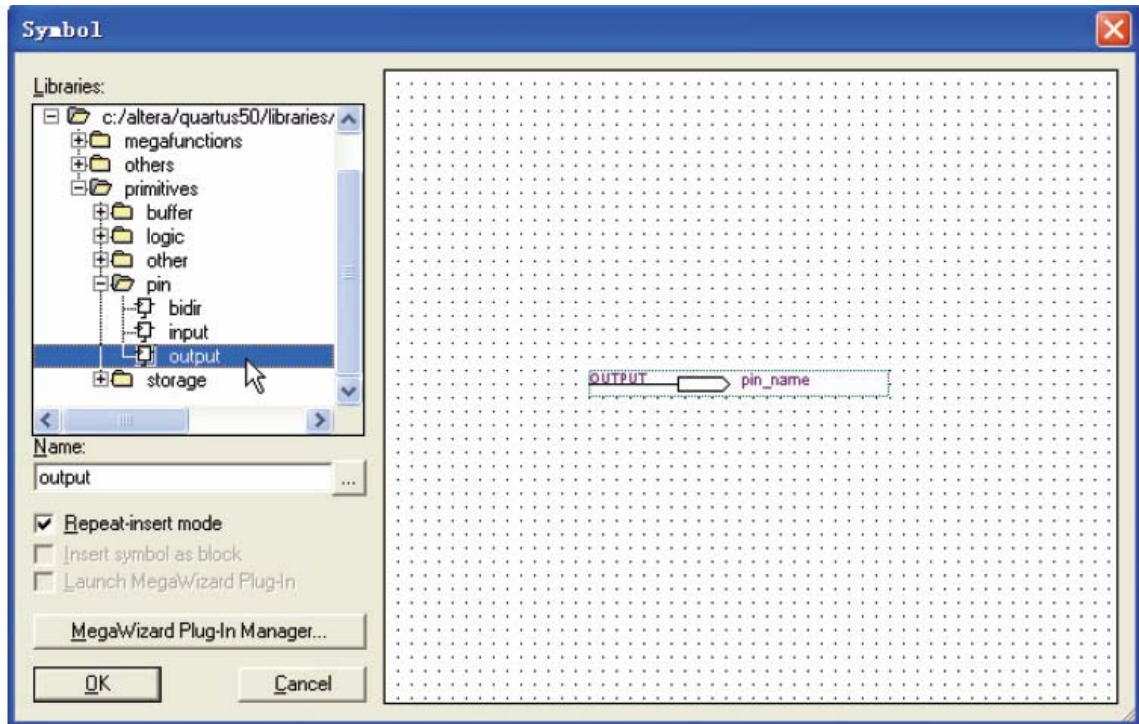 Symbol
Libraries:
c:/altera/quartus50/libraries/
megafunctions
others
primitives
buffer
logic
other
pin
bidir
input
output
storage
Name:
output
...
Repeat-insert mode
Insert symbol as block
Launch MegaWizard Plug-In
MegaWizard Plug-In Manager...
OK
Cancel
OUTPUT
pin_name